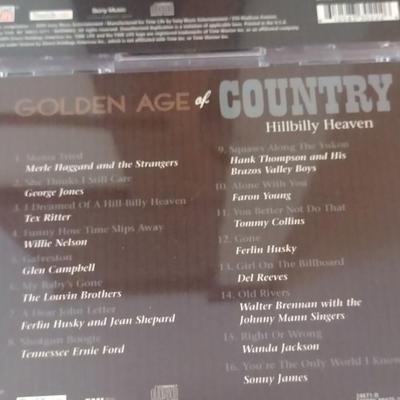 Sony Music
GOLDEN AGE of COUNTRY
Hillbilly Heaven
1. Mama Tried
Merle Haggard and the Strangers
2. She Thinks I Still Care
George Jones
3. I Dreamed Of A Hill-Billy Heaven
Tex Ritter
4. Funny How Time Slips Away
Willie Nelson
5. Galveston
Glen Campbell
6. My Baby's Gone
The Louvin Brothers
7. A Dear John Letter
Ferlin Husky and Jean Shepard
8. Shotgun Boogie
Tennessee Ernie Ford
9. Squaws Along The Yukon
Hank Thompson and His
Brazos Valley Boys
10. Alone With You
Faron Young
11. You Better Not Do That
Tommy Collins
12. Gone
Ferlin Husky
13. Girl On The Billboard
Del Reeves
14. Old Rivers
Walter Brennan with the
Johnny Mann Singers
15. Right Or Wrong
Wanda Jackson
16. You're The Only World I Know
Sonny James